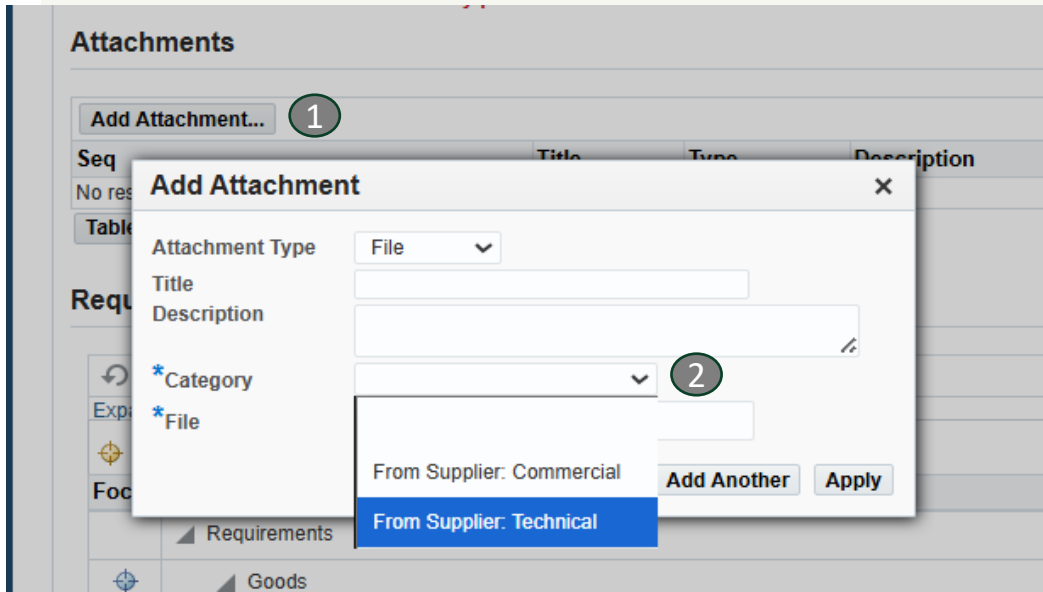 Attachments
Add Attachment... 1
Seq Title Type Description
No res
Add Attachment
Table
Attachment Type File
Title
Requ
Description
*Category 2
Expa
*File
From Supplier: Commercial
Add Another Apply
Foc
From Supplier: Technical
Requirements
Goods